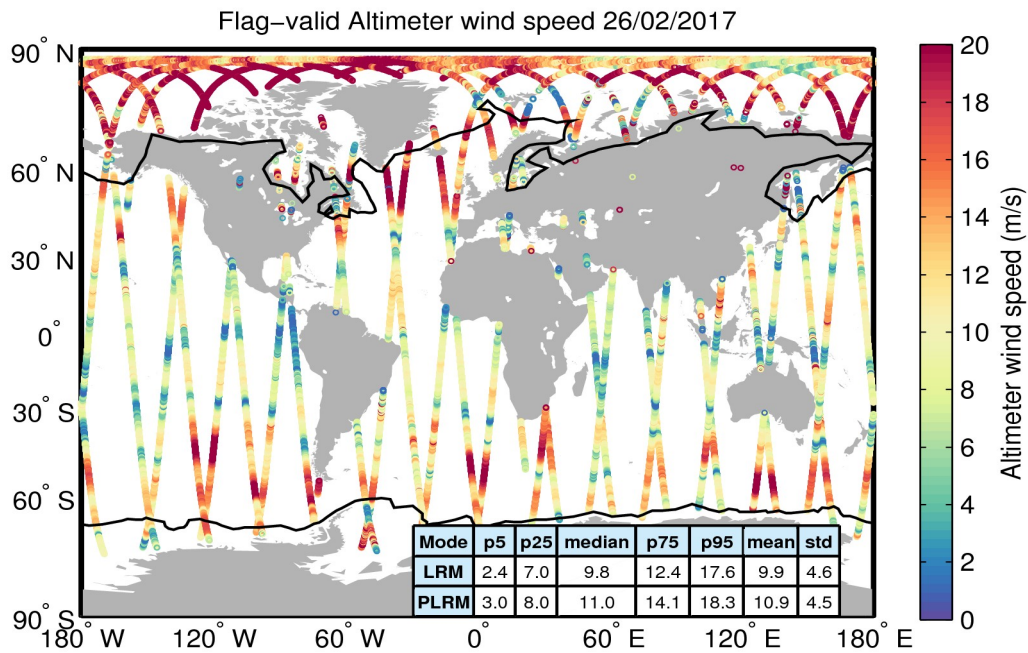 Flag−valid Altimeter wind speed 26/02/2017
90° N
60° N
30° N
0°
30° S
60° S
90° S
180° W
120° W
60° W
0°
60° E
120° E
180° E
Mode p5 p25 median p75 p95 mean std
LRM 2.4 7.0 9.8 12.4 17.6 9.9 4.6
PLRM 3.0 8.0 11.0 14.1 18.3 10.9 4.5
20
18
16
14
12
10
8
6
4
2
0
Altimeter wind speed (m/s)